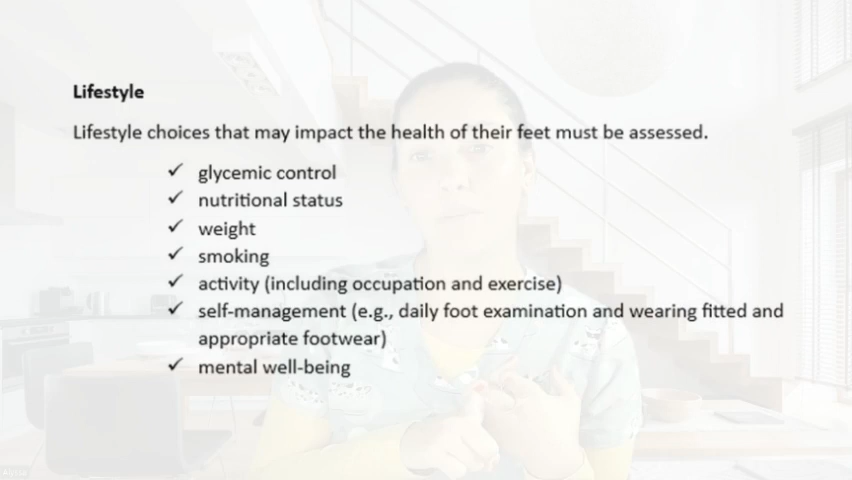 Lifestyle
Lifestyle choices that may impact the health of their feet must be assessed.
✓ glycemic control
✓ nutritional status
✓ weight
✓ smoking
✓ activity (including occupation and exercise)
✓ self-management (e.g., daily foot examination and wearing fitted and
appropriate footwear)
✓ mental well-being